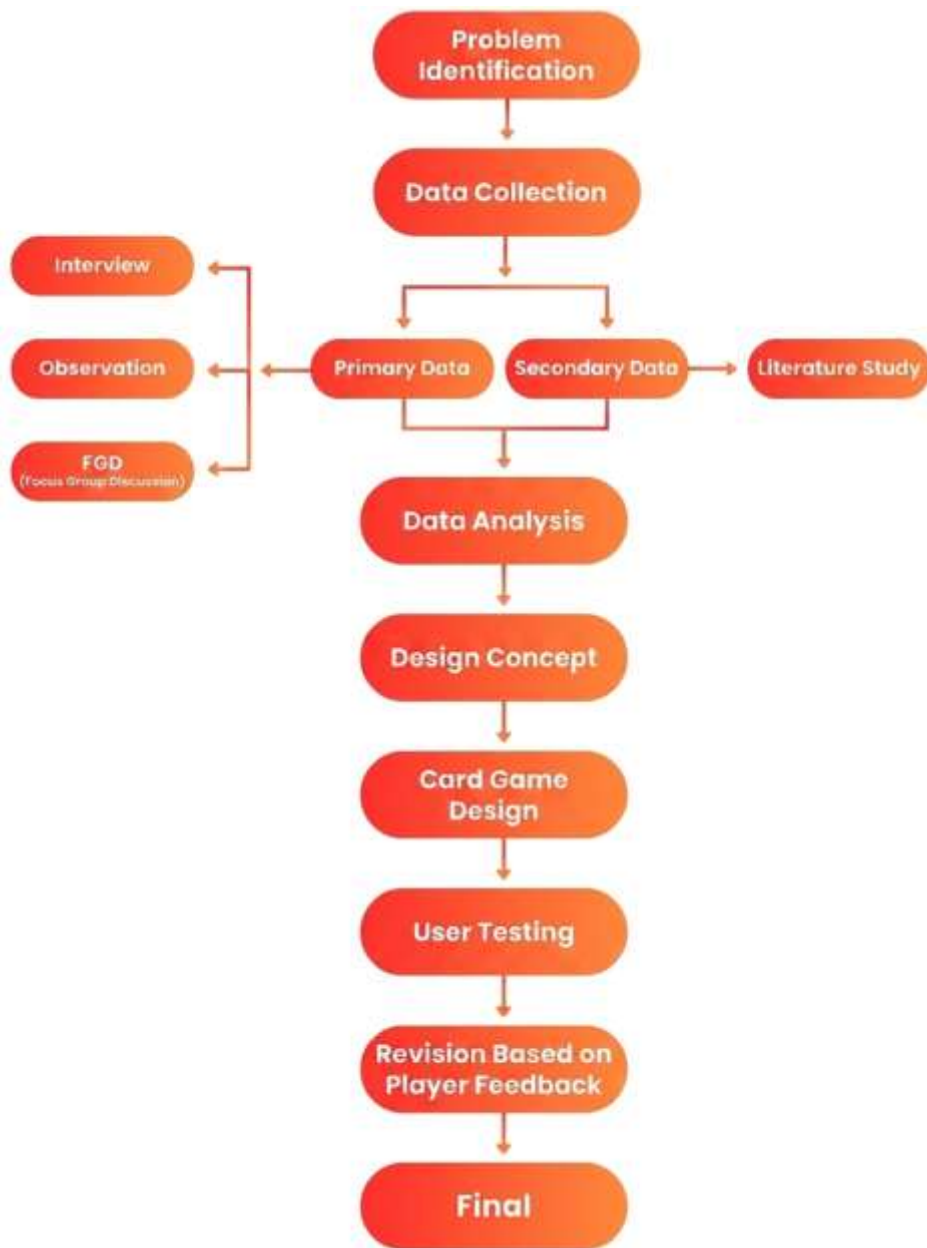 Problem
Identification
Data Collection
Interview
Observation
FGD
(Focus Group Discussion)
Primary Data
Secondary Data
Literature Study
Data Analysis
Design Concept
Card Game
Design
User Testing
Revision Based on
Player Feedback
Final